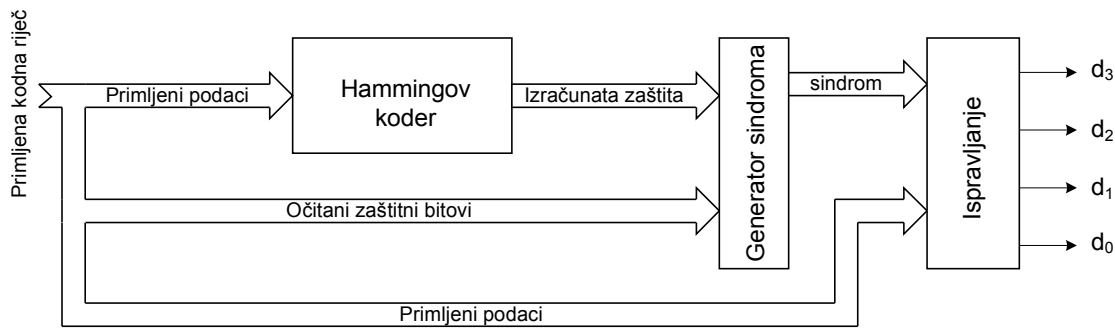 Primljena kodna riječ
Primljeni podaci
Hammingov
koder
Izračunata zaštita
Generator sindroma
sindrom
Ispravljanje
d₃
d₂
d₁
d₀
Očitani zaštitni bitovi
Primljeni podaci